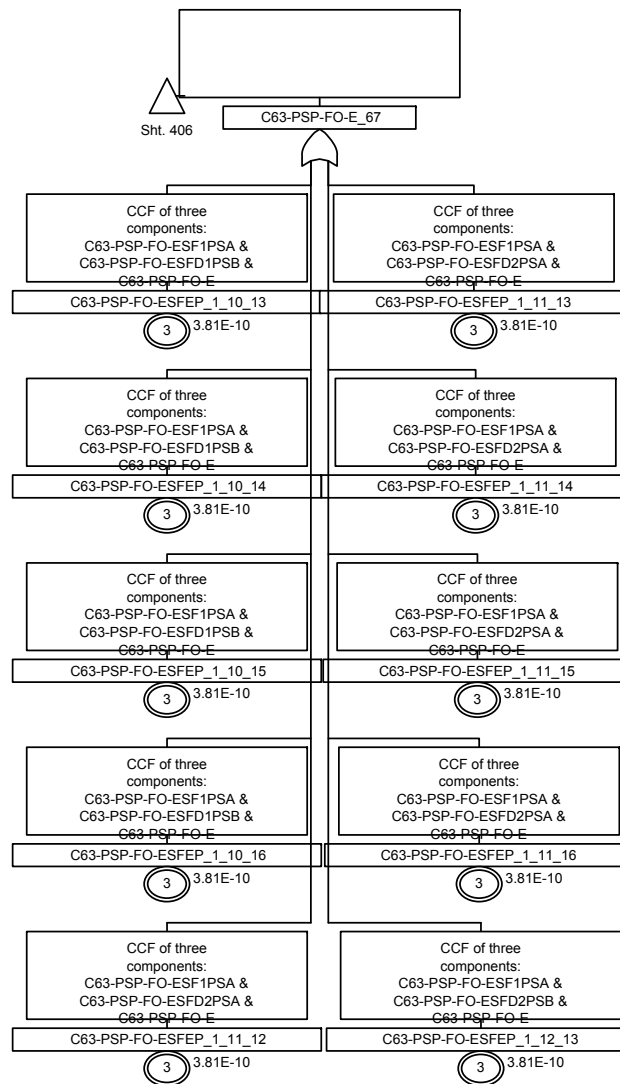 Sht. 406
C63-PSP-FO-E_67
CCF of three
components:
C63-PSP-FO-ESF1PSA &
C63-PSP-FO-ESFD1PSB &
C63-PSP-FO-E
C63-PSP-FO-ESFEP_1_10_13
3
3.81E-10
CCF of three
components:
C63-PSP-FO-ESF1PSA &
C63-PSP-FO-ESFD2PSA &
C63-PSP-FO-E
C63-PSP-FO-ESFEP_1_11_13
3
3.81E-10
CCF of three
components:
C63-PSP-FO-ESF1PSA &
C63-PSP-FO-ESFD1PSB &
C63-PSP-FO-E
C63-PSP-FO-ESFEP_1_10_14
3
3.81E-10
CCF of three
components:
C63-PSP-FO-ESF1PSA &
C63-PSP-FO-ESFD2PSA &
C63-PSP-FO-E
C63-PSP-FO-ESFEP_1_11_14
3
3.81E-10
CCF of three
components:
C63-PSP-FO-ESF1PSA &
C63-PSP-FO-ESFD1PSB &
C63-PSP-FO-E
C63-PSP-FO-ESFEP_1_10_15
3
3.81E-10
CCF of three
components:
C63-PSP-FO-ESF1PSA &
C63-PSP-FO-ESFD2PSA &
C63-PSP-FO-E
C63-PSP-FO-ESFEP_1_11_15
3
3.81E-10
CCF of three
components:
C63-PSP-FO-ESF1PSA &
C63-PSP-FO-ESFD1PSB &
C63-PSP-FO-E
C63-PSP-FO-ESFEP_1_10_16
3
3.81E-10
CCF of three
components:
C63-PSP-FO-ESF1PSA &
C63-PSP-FO-ESFD2PSA &
C63-PSP-FO-E
C63-PSP-FO-ESFEP_1_11_16
3
3.81E-10
CCF of three
components:
C63-PSP-FO-ESF1PSA &
C63-PSP-FO-ESFD2PSA &
C63-PSP-FO-E
C63-PSP-FO-ESFEP_1_11_12
3
3.81E-10
CCF of three
components:
C63-PSP-FO-ESF1PSA &
C63-PSP-FO-ESFD2PSB &
C63-PSP-FO-E
C63-PSP-FO-ESFEP_1_12_13
3
3.81E-10